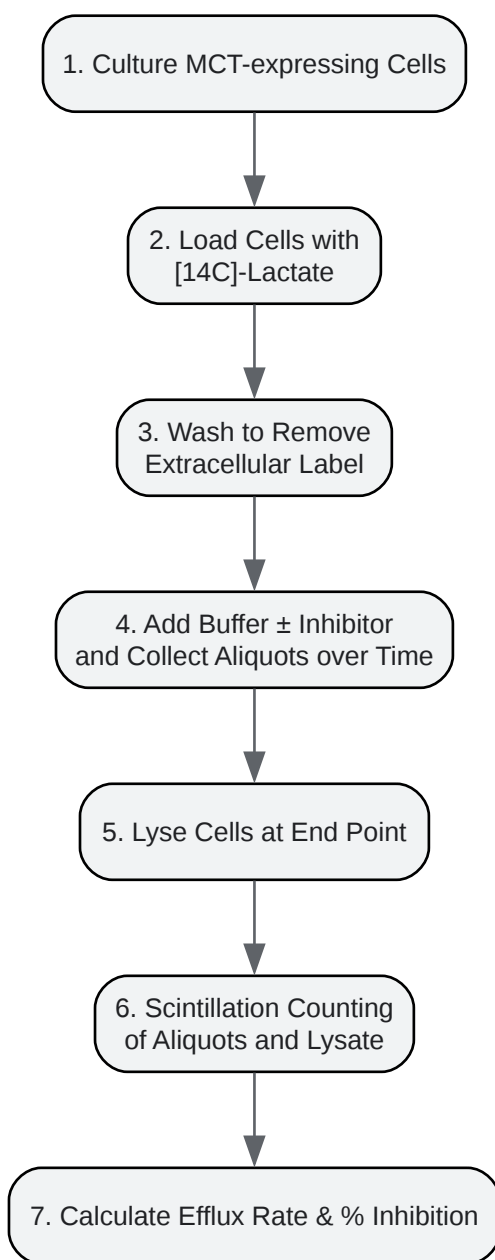 1. Culture MCT-expressing Cells
2. Load Cells with
[14C]-Lactate
3. Wash to Remove
Extracellular Label
4. Add Buffer ± Inhibitor
and Collect Aliquots over Time
5. Lyse Cells at End Point
6. Scintillation Counting
of Aliquots and Lysate
7. Calculate Efflux Rate & % Inhibition